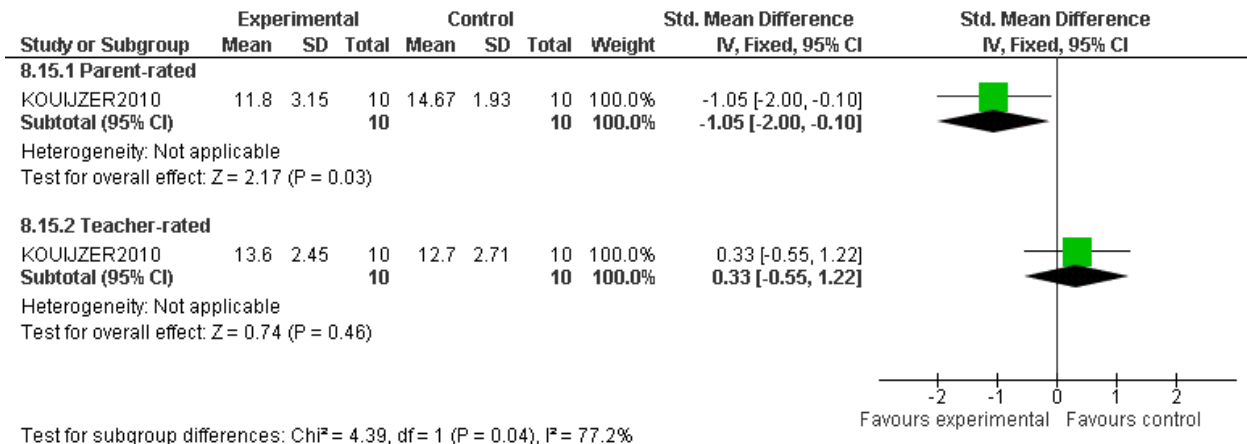 Experimental Control Std. Mean Difference Std. Mean Difference
Study or Subgroup Mean SD Total Mean SD Total Weight IV, Fixed, 95% CI IV, Fixed, 95% CI
8.15.1 Parent-rated
KOUIJZER2010 11.8 3.15 10 14.67 1.93 10 100.0% -1.05 [-2.00, -0.10]
Subtotal (95% CI) 10 10 100.0% -1.05 [-2.00, -0.10]
Heterogeneity: Not applicable
Test for overall effect: Z = 2.17 (P = 0.03)
8.15.2 Teacher-rated
KOUIJZER2010 13.6 2.45 10 12.7 2.71 10 100.0% 0.33 [-0.55, 1.22]
Subtotal (95% CI) 10 10 100.0% 0.33 [-0.55, 1.22]
Heterogeneity: Not applicable
Test for overall effect: Z = 0.74 (P = 0.46)
-2 -1 0 1 2
Favours experimental Favours control
Test for subgroup differences: Chi² = 4.39, df = 1 (P = 0.04), I² = 77.2%